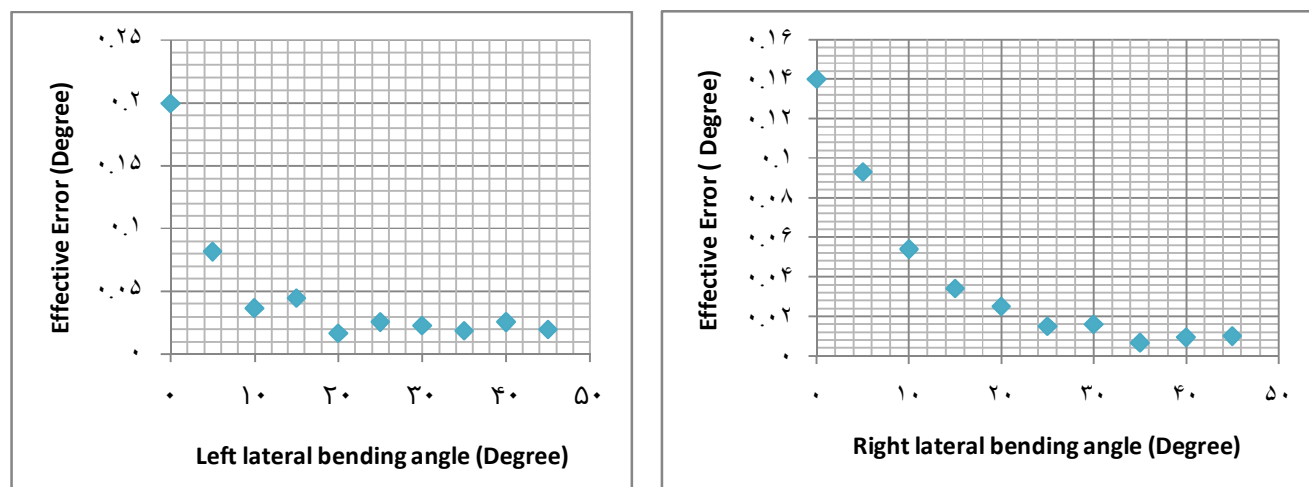 Effective Error (Degree)
۰.۲۵
۰.۲
۰.۱۵
۰.۱
۰.۰۵
۰
۰ ۱۰ ۲۰ ۳۰ ۴۰ ۵۰
Left lateral bending angle (Degree)
Effective Error ( Degree)
۰.۱۶
۰.۱۴
۰.۱۲
۰.۱
۰.۰۸
۰.۰۶
۰.۰۴
۰.۰۲
۰
۰ ۱۰ ۲۰ ۳۰ ۴۰ ۵۰
Right lateral bending angle (Degree)